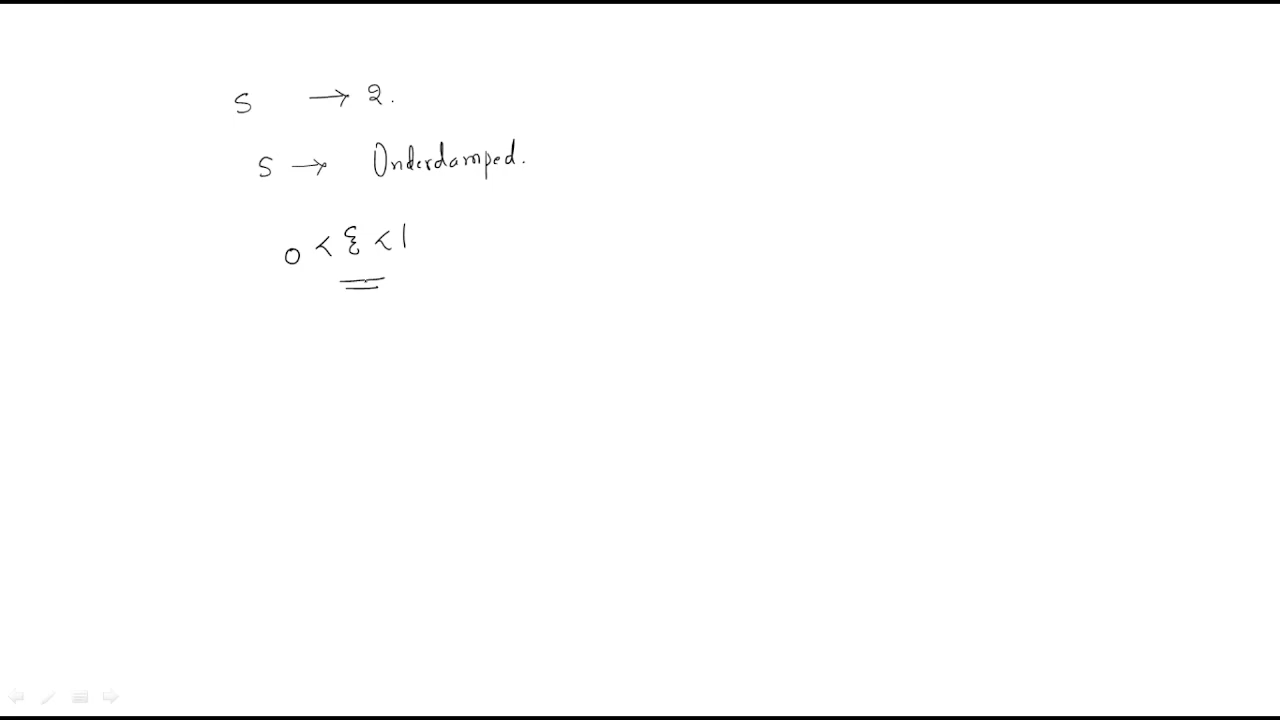 S → 2.
S → Underdamped.
0 < ξ < 1